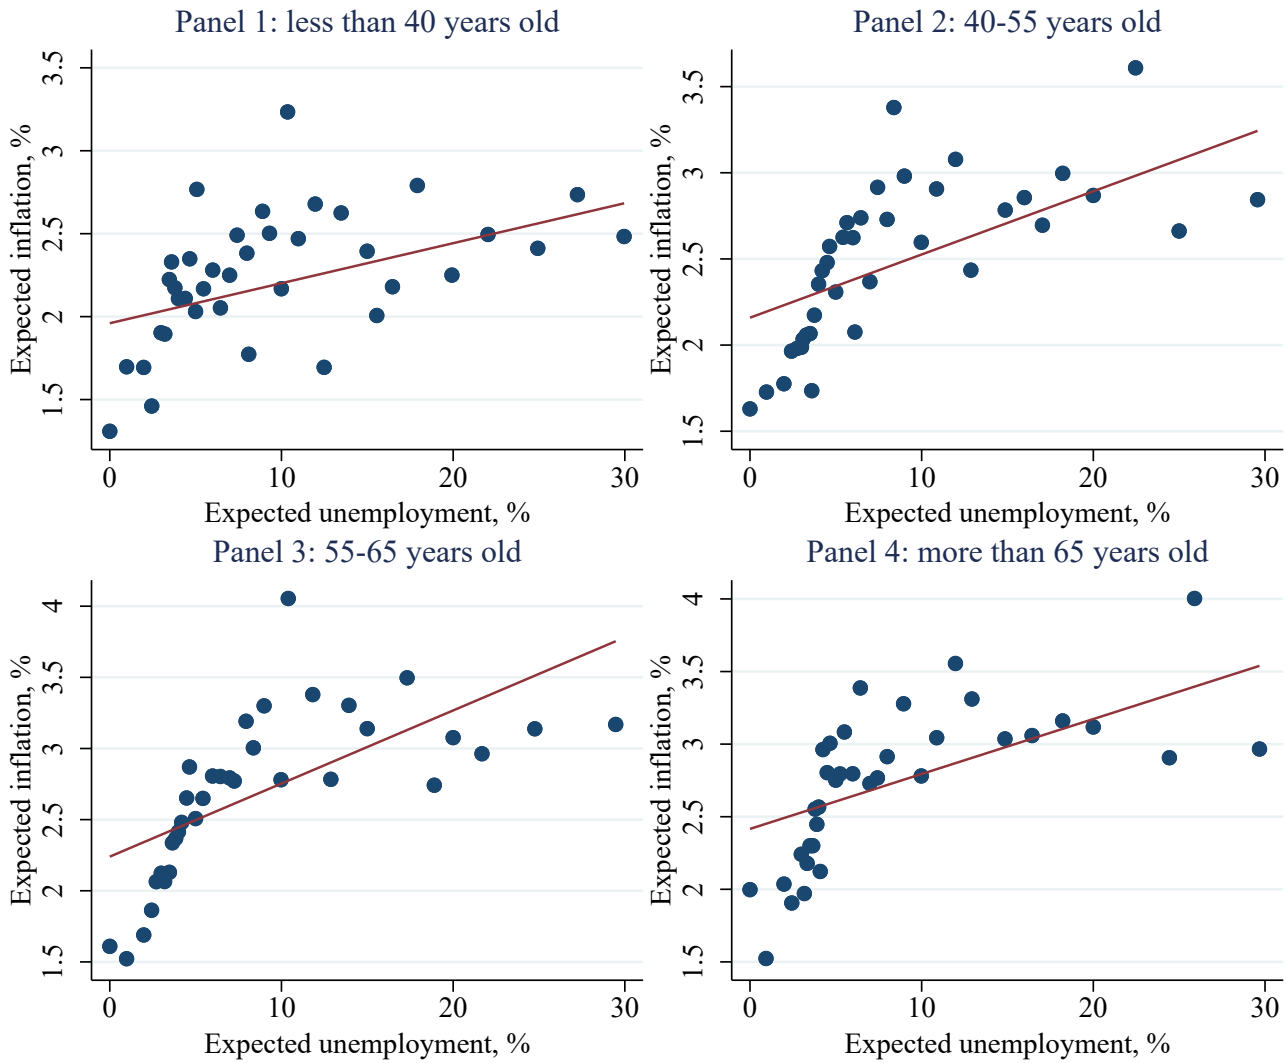 Panel 1: less than 40 years old
Expected inflation, %
3.5
3
2.5
2
1.5
0 10 20 30
Expected unemployment, %
Panel 2: 40-55 years old
Expected inflation, %
3.5
3
2.5
2
1.5
0 10 20 30
Expected unemployment, %
Panel 3: 55-65 years old
Expected inflation, %
4
3.5
3
2.5
2
1.5
0 10 20 30
Expected unemployment, %
Panel 4: more than 65 years old
Expected inflation, %
4
3.5
3
2.5
2
1.5
0 10 20 30
Expected unemployment, %